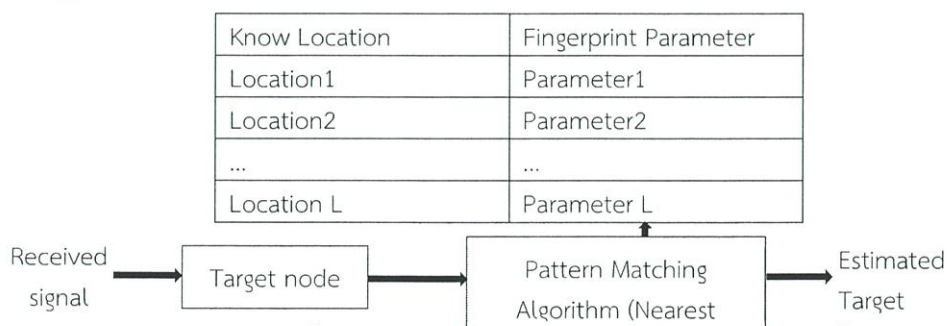 Know Location Fingerprint Parameter
Location1 Parameter1
Location2 Parameter2
... ...
Location L Parameter L
Received
signal
Target node
Pattern Matching
Algorithm (Nearest
Estimated
Target